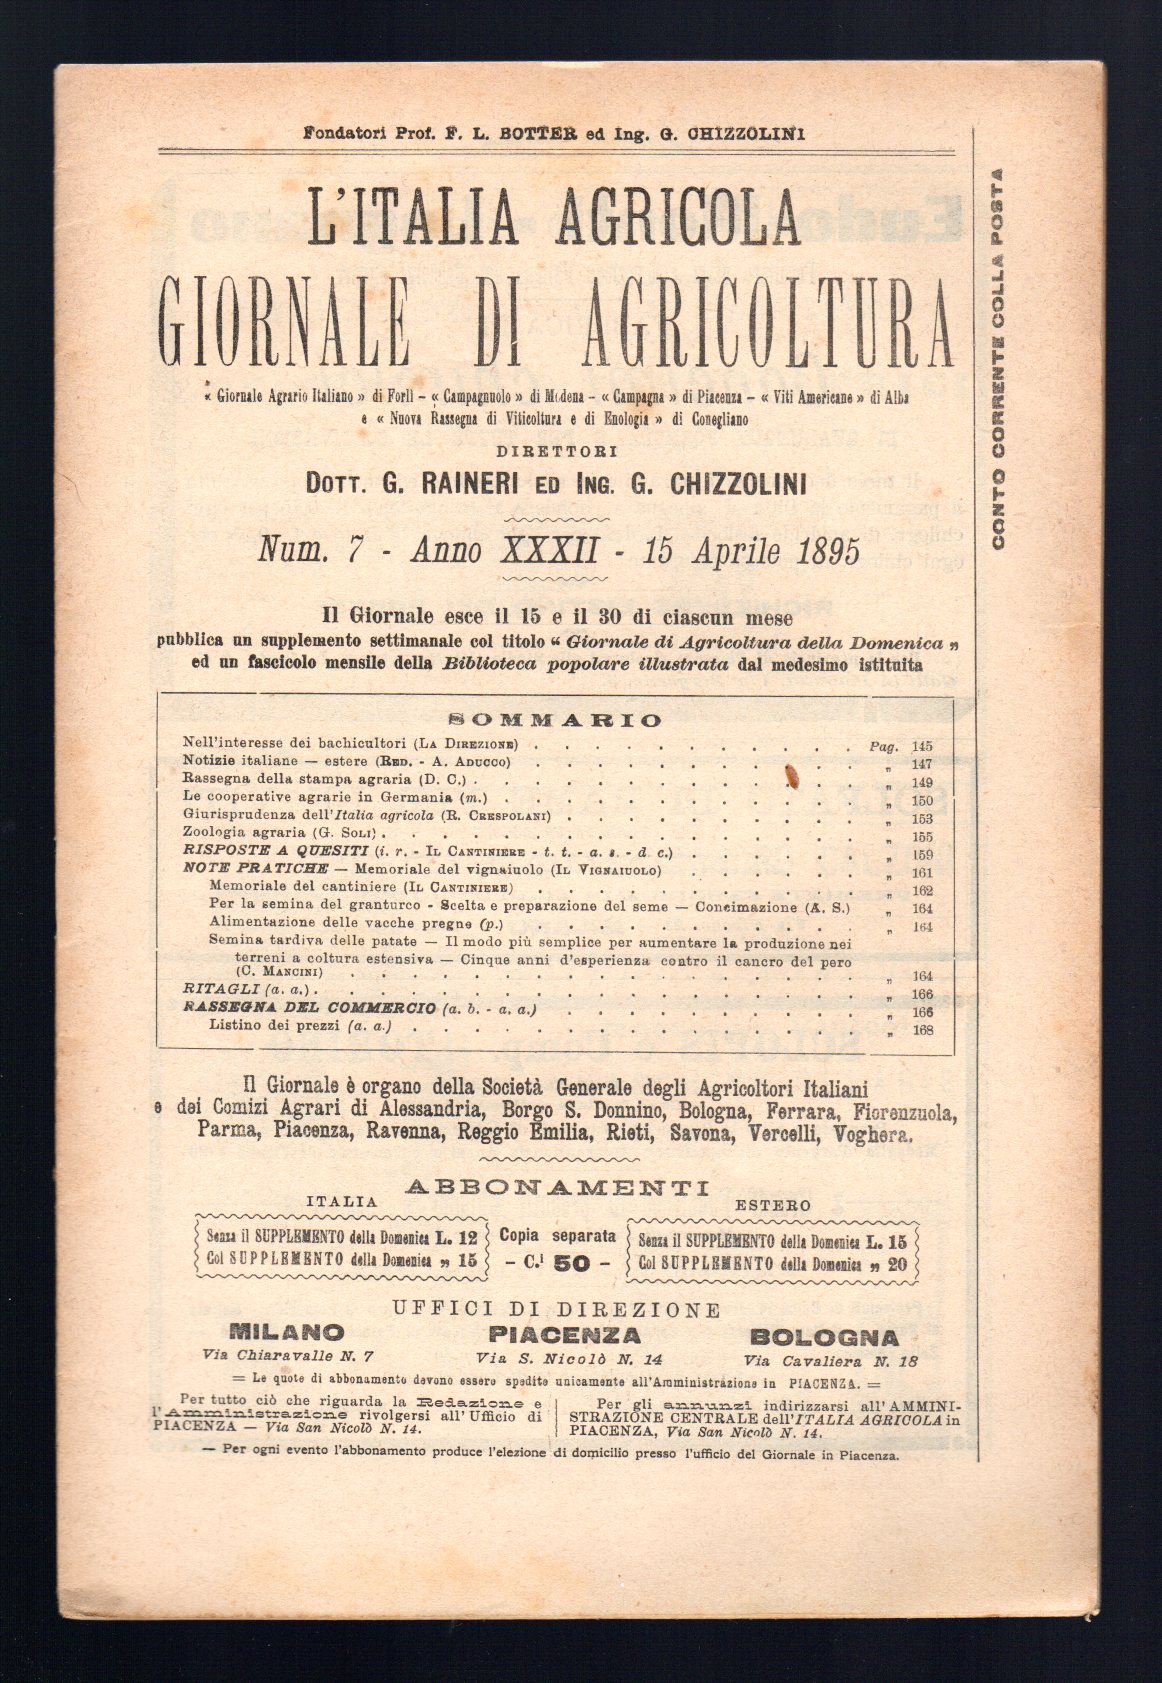 Fondatori Prof. F. L. BOTTER ed Ing. G. CHIZZOLINI
L'ITALIA AGRICOLA
GIORNALE DI AGRICOLTURA
« Giornale Agrario Italiano » di Forlì – « Campagnuolo » di Modena – « Campagna » di Piacenza – « Viti Americane » di Alba
e « Nuova Rassegna di Viticoltura e di Enologia » di Conegliano
DIRETTORI
DOTT. G. RAINERI ED ING. G. CHIZZOLINI
Num. 7 - Anno XXXII - 15 Aprile 1895
Il Giornale esce il 15 e il 30 di ciascun mese
pubblica un supplemento settimanale col titolo “ Giornale di Agricoltura della Domenica „
ed un fascicolo mensile della Biblioteca popolare illustrata dal medesimo istituita
SOMMARIO
Nell'interesse dei bachicultori (LA DIREZIONE) . . . . . . . . . . . Pag. 145
Notizie italiane — estere (RED. - A. ADUCCO) . . . . . . . . . . . „ 147
Rassegna della stampa agraria (D. C.) . . . . . . . . . . . . . „ 149
Le cooperative agrarie in Germania (m.) . . . . . . . . . . . . „ 150
Giurisprudenza dell'Italia agricola (R. CRESPOLANI) . . . . . . . . . . „ 153
Zoologia agraria (G. SOLI) . . . . . . . . . . . . . . . . „ 155
RISPOSTE A QUESITI (i. r. - IL CANTINIERE - t. t. - a. s. - d. c.) . . . . . . „ 159
NOTE PRATICHE — Memoriale del vignaiuolo (IL VIGNAIUOLO) . . . . . . „ 161
Memoriale del cantiniere (IL CANTINIERE) . . . . . . . . . . . „ 162
Per la semina del granturco - Scelta e preparazione del seme — Concimazione (A. S.) „ 164
Alimentazione delle vacche pregne (p.) . . . . . . . . . . . . „ 164
Semina tardiva delle patate — Il modo più semplice per aumentare la produzione nei
terreni a coltura estensiva — Cinque anni d'esperienza contro il cancro del pero
(C. MANCINI) . . . . . . . . . . . . . . . . . „ 164
RITAGLI (a. a.) . . . . . . . . . . . . . . . . . . „ 166
RASSEGNA DEL COMMERCIO (a. b. - a. a.) . . . . . . . . . . „ 166
Listino dei prezzi (a. a.) . . . . . . . . . . . . . . . „ 168
Il Giornale è organo della Società Generale degli Agricoltori Italiani
e dei Comizi Agrari di Alessandria, Borgo S. Donnino, Bologna, Ferrara, Fiorenzuola,
Parma, Piacenza, Ravenna, Reggio Emilia, Rieti, Savona, Vercelli, Voghera.
ABBONAMENTI
ITALIA
Senza il SUPPLEMENTO della Domenica L. 12
Col SUPPLEMENTO della Domenica „ 15
Copia separata
– C.i 50 –
ESTERO
Senza il SUPPLEMENTO della Domenica L. 15
Col SUPPLEMENTO della Domenica „ 20
UFFICI DI DIREZIONE
MILANO
Via Chiaravalle N. 7
PIACENZA
Via S. Nicolò N. 14
BOLOGNA
Via Cavaliera N. 18
= Le quote di abbonamento devono essere spedite unicamente all'Amministrazione in PIACENZA. =
Per tutto ciò che riguarda la Redazione e
l'Amministrazione rivolgersi all'Ufficio di
PIACENZA — Via San Nicolò N. 14.
Per gli annunzi indirizzarsi all'AMMINI-
STRAZIONE CENTRALE dell'ITALIA AGRICOLA in
PIACENZA, Via San Nicolò N. 14.
— Per ogni evento l'abbonamento produce l'elezione di domicilio presso l'ufficio del Giornale in Piacenza.
CONTO CORRENTE COLLA POSTA